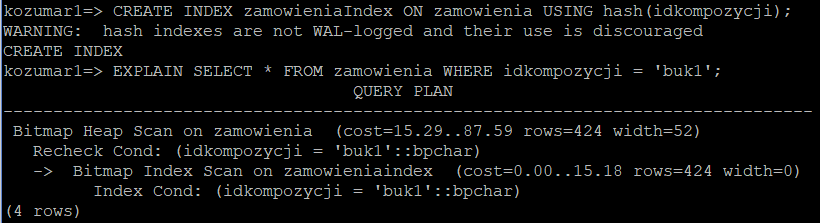 kozumar1=> CREATE INDEX zamowieniaIndex ON zamowienia USING hash(idkompozycji);
WARNING:  hash indexes are not WAL-logged and their use is discouraged
CREATE INDEX
kozumar1=> EXPLAIN SELECT * FROM zamowienia WHERE idkompozycji = 'buk1';
                                   QUERY PLAN
---------------------------------------------------------------------------------
 Bitmap Heap Scan on zamowienia  (cost=15.29..87.59 rows=424 width=52)
   Recheck Cond: (idkompozycji = 'buk1'::bpchar)
   ->  Bitmap Index Scan on zamowieniaindex  (cost=0.00..15.18 rows=424 width=0)
         Index Cond: (idkompozycji = 'buk1'::bpchar)
(4 rows)